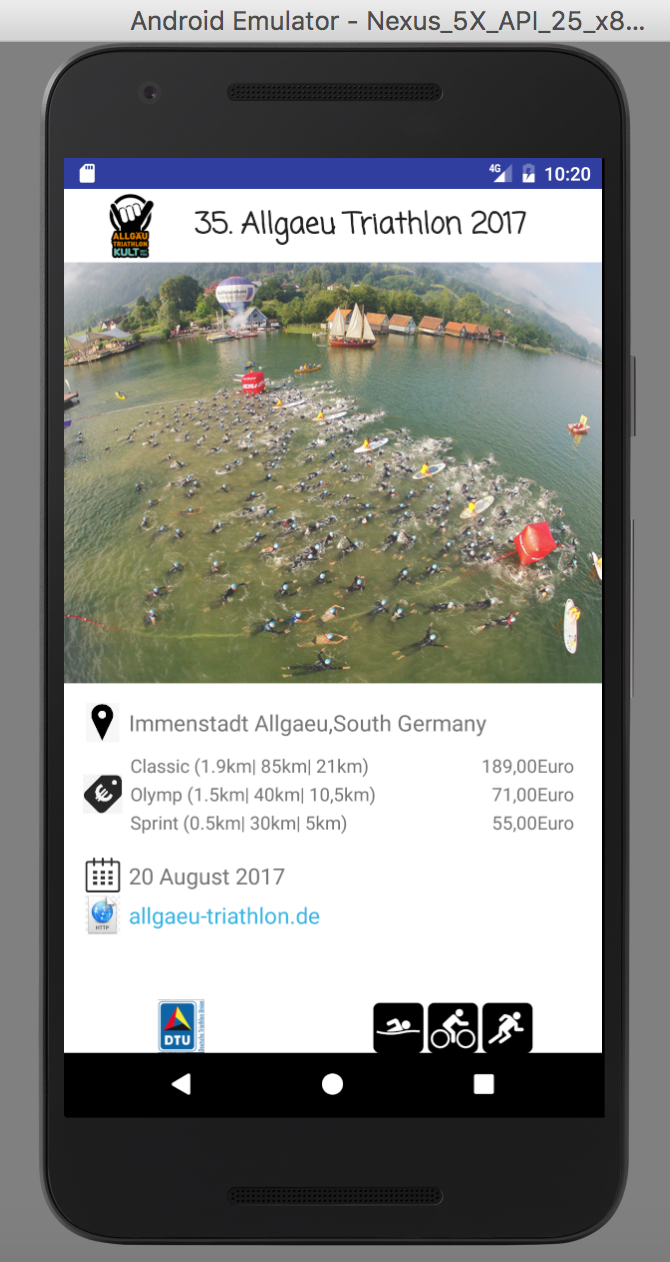 Android Emulator - Nexus_5X_API_25_x8...
4G 10:20
ALLGÄU
TRIATHLON
KULT
35. Allgaeu Triathlon 2017
Immenstadt Allgaeu,South Germany
Classic (1.9km| 85km| 21km) 189,00Euro
€
Olymp (1.5km| 40km| 10,5km) 71,00Euro
Sprint (0.5km| 30km| 5km) 55,00Euro
20 August 2017
allgaeu-triathlon.de
HTTP
DTU
Deutsche Triathlon Union